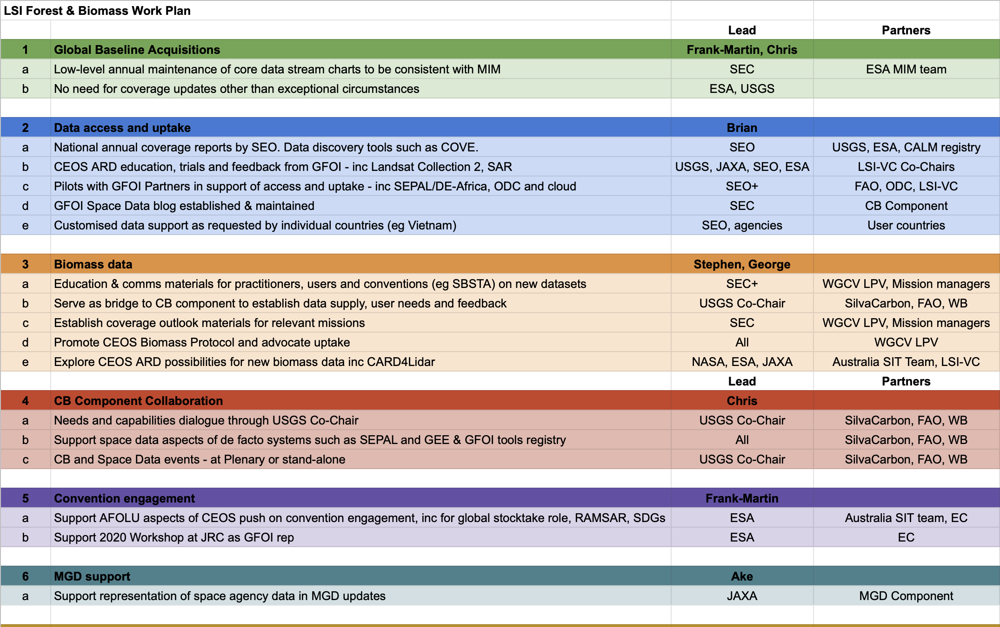 LSI Forest & Biomass Work Plan
Lead Partners
1 Global Baseline Acquisitions Frank-Martin, Chris
a Low-level annual maintenance of core data stream charts to be consistent with MIM SEC ESA MIM team
b No need for coverage updates other than exceptional circumstances ESA, USGS
2 Data access and uptake Brian
a National annual coverage reports by SEO. Data discovery tools such as COVE. SEO USGS, ESA, CALM registry
b CEOS ARD education, trials and feedback from GFOI - inc Landsat Collection 2, SAR USGS, JAXA, SEO, ESA LSI-VC Co-Chairs
c Pilots with GFOI Partners in support of access and uptake - inc SEPAL/DE-Africa, ODC and cloud SEO+ FAO, ODC, LSI-VC
d GFOI Space Data blog established & maintained SEC CB Component
e Customised data support as requested by individual countries (eg Vietnam) SEO, agencies User countries
3 Biomass data Stephen, George
a Education & comms materials for practitioners, users and conventions (eg SBSTA) on new datasets SEC+ WGCV LPV, Mission managers
b Serve as bridge to CB component to establish data supply, user needs and feedback USGS Co-Chair SilvaCarbon, FAO, WB
c Establish coverage outlook materials for relevant missions SEC WGCV LPV, Mission managers
d Promote CEOS Biomass Protocol and advocate uptake All WGCV LPV
e Explore CEOS ARD possibilities for new biomass data inc CARD4Lidar NASA, ESA, JAXA Australia SIT Team, LSI-VC
Lead Partners
4 CB Component Collaboration Chris
a Needs and capabilities dialogue through USGS Co-Chair USGS Co-Chair SilvaCarbon, FAO, WB
b Support space data aspects of de facto systems such as SEPAL and GEE & GFOI tools registry All SilvaCarbon, FAO, WB
c CB and Space Data events - at Plenary or stand-alone USGS Co-Chair SilvaCarbon, FAO, WB
5 Convention engagement Frank-Martin
a Support AFOLU aspects of CEOS push on convention engagement, inc for global stocktake role, RAMSAR, SDGs ESA Australia SIT team, EC
b Support 2020 Workshop at JRC as GFOI rep ESA EC
6 MGD support Ake
a Support representation of space agency data in MGD updates JAXA MGD Component